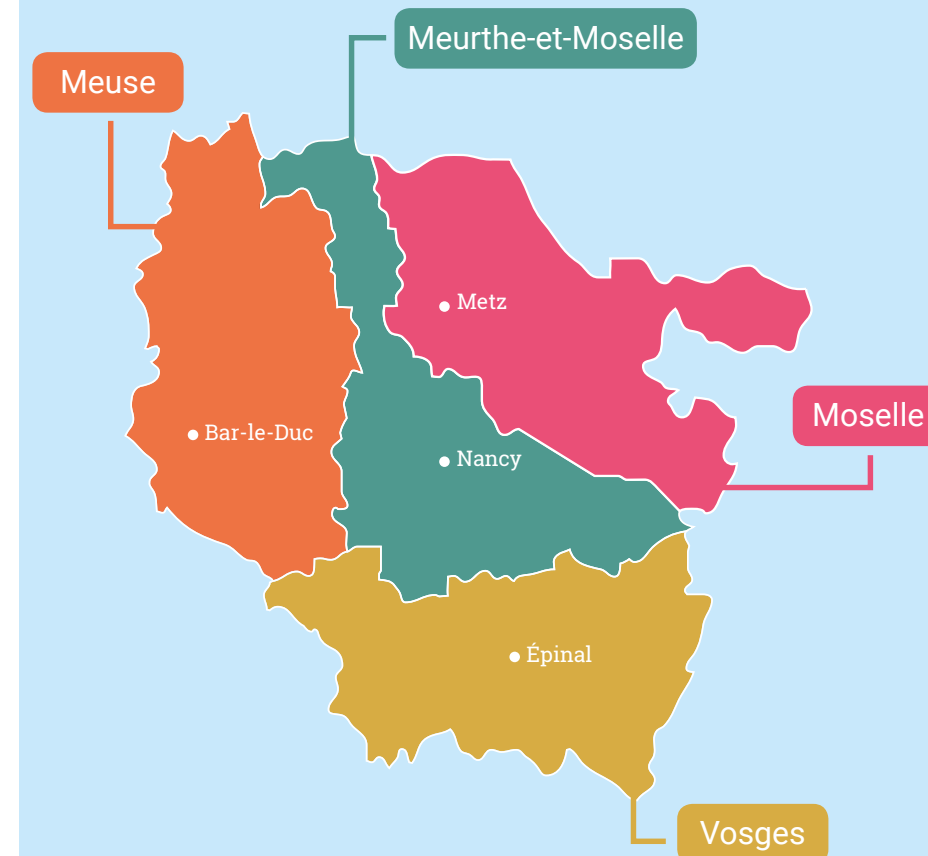 Meurthe-et-Moselle
Meuse
Metz
Moselle
Bar-le-Duc
Nancy
Épinal
Vosges